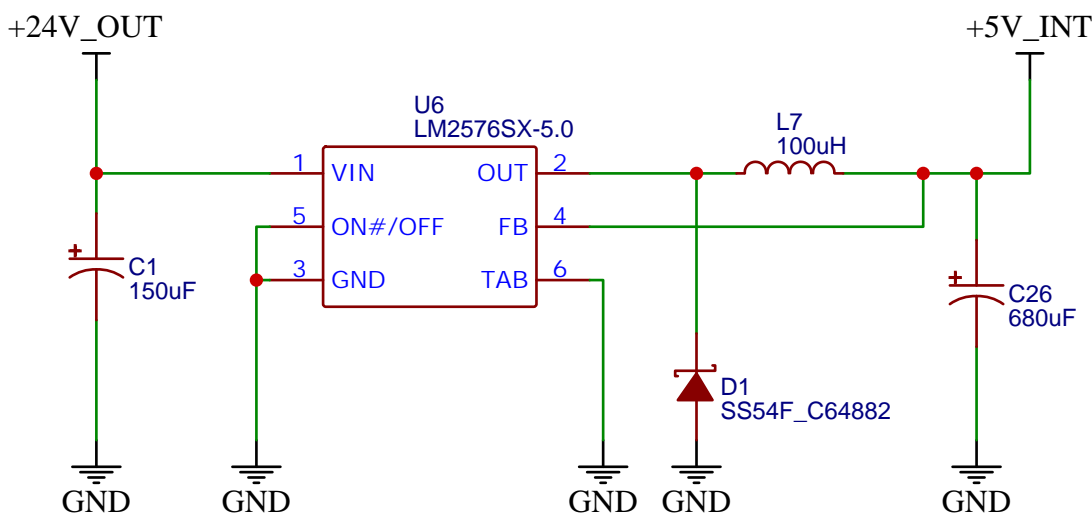 +24V_OUT
+5V_INT
U6
LM2576SX-5.0
L7
100uH
1
VIN
OUT
2
5
ON#/OFF
FB
4
3
GND
TAB
6
+
C1
150uF
+
C26
680uF
D1
SS54F_C64882
GND
GND
GND
GND
GND